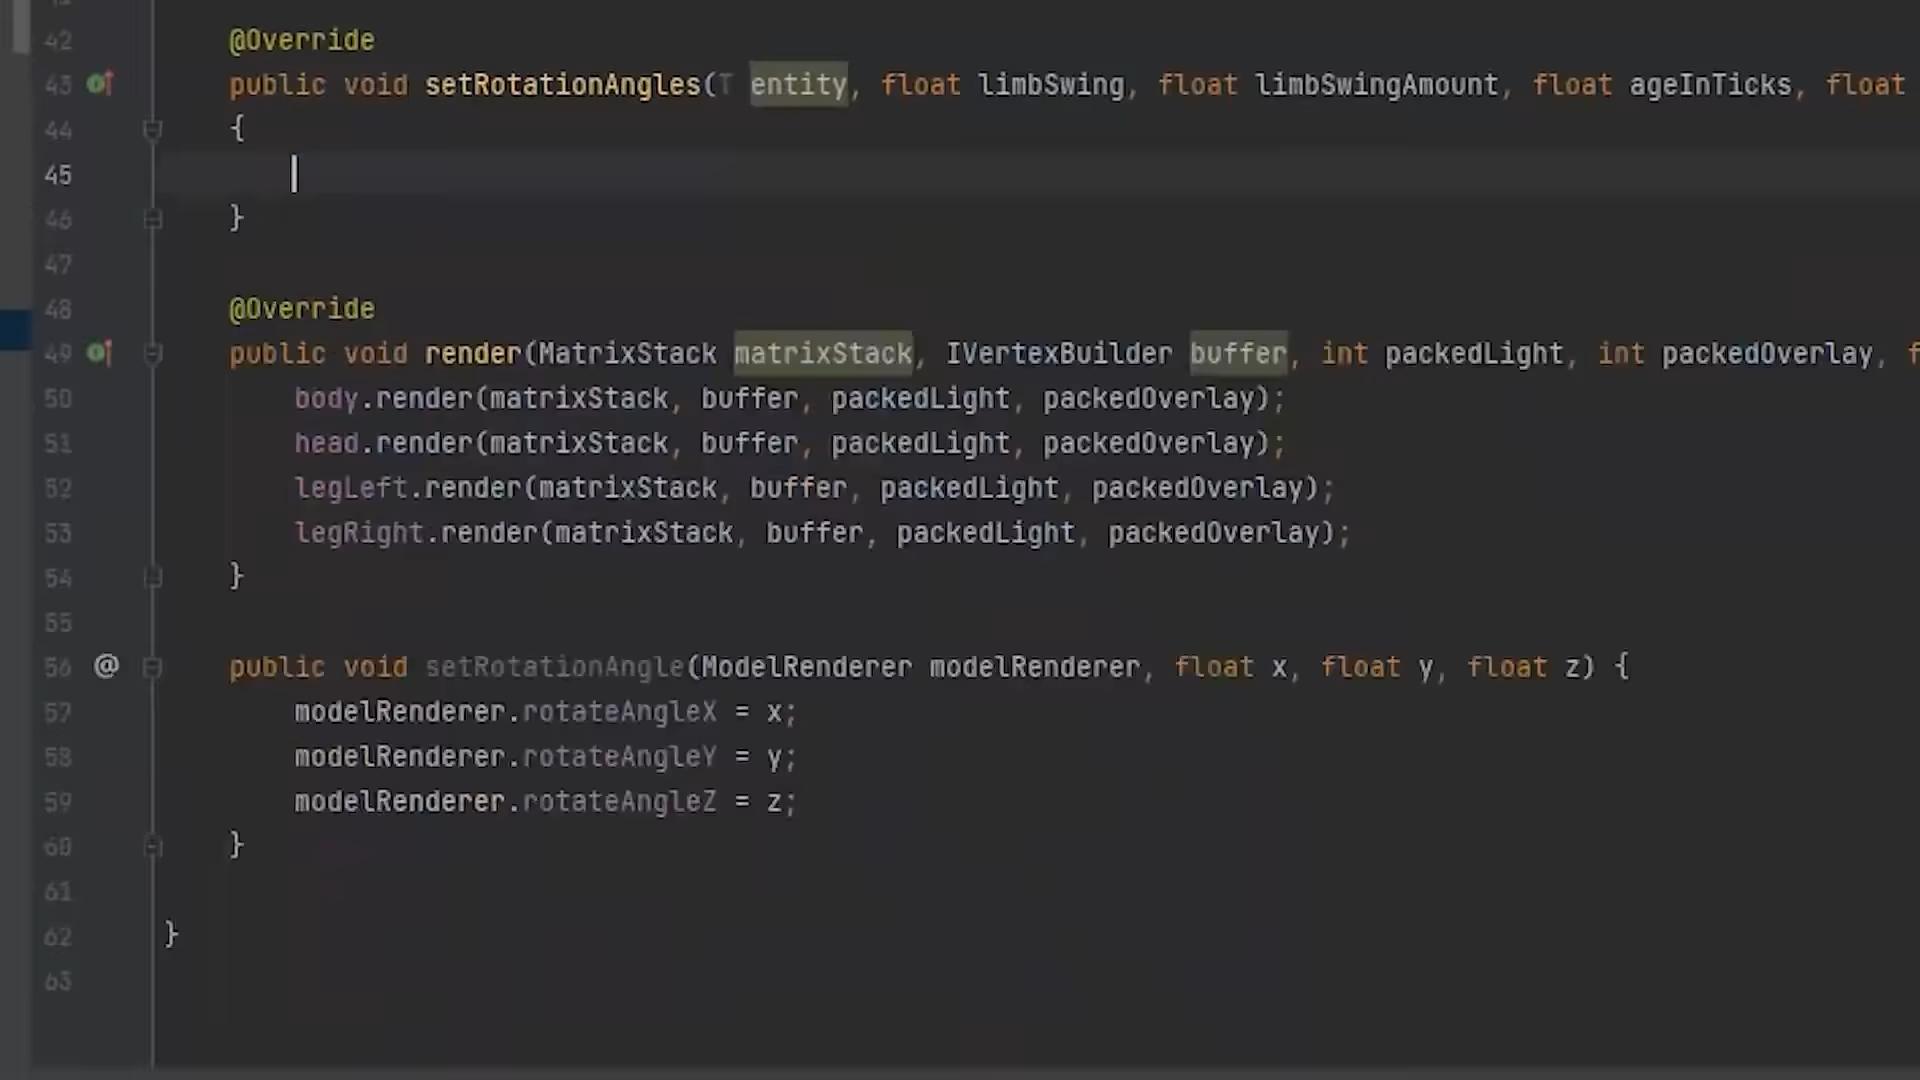 42 @Override
43 public void setRotationAngles(T entity, float limbSwing, float limbSwingAmount, float ageInTicks, float
44 {
45
46 }
47
48 @Override
49 public void render(MatrixStack matrixStack, IVertexBuilder buffer, int packedLight, int packedOverlay, f
50 body.render(matrixStack, buffer, packedLight, packedOverlay);
51 head.render(matrixStack, buffer, packedLight, packedOverlay);
52 legLeft.render(matrixStack, buffer, packedLight, packedOverlay);
53 legRight.render(matrixStack, buffer, packedLight, packedOverlay);
54 }
55
56 @ public void setRotationAngle(ModelRenderer modelRenderer, float x, float y, float z) {
57 modelRenderer.rotateAngleX = x;
58 modelRenderer.rotateAngleY = y;
59 modelRenderer.rotateAngleZ = z;
60 }
61
62 }
63